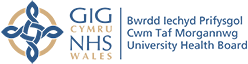 GIG
CYMRU
NHS
WALES
Bwrdd Iechyd Prifysgol
Cwm Taf Morgannwg
University Health Board